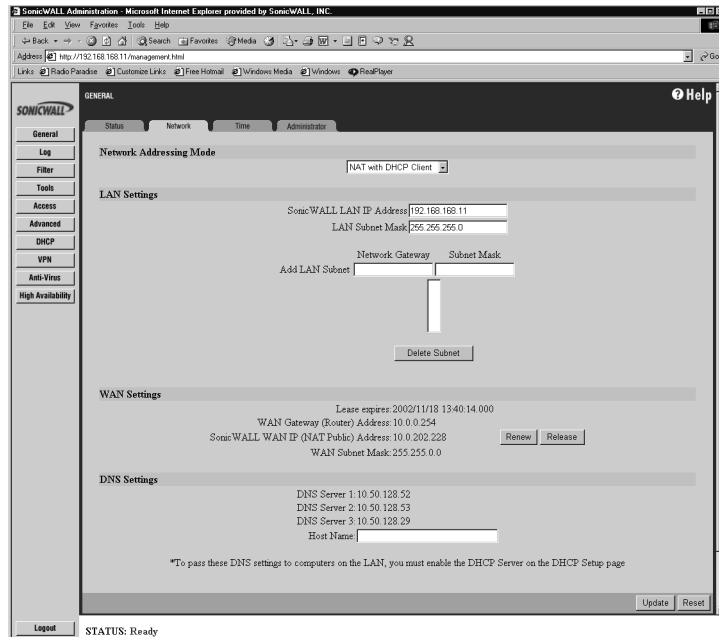 SonicWALL Administration - Microsoft Internet Explorer provided by SonicWALL, INC.
File Edit View Favorites Tools Help
Back Search Favorites Media
Address http://192.168.168.11/management.html Go
Links Radio Paradise Customize Links Free Hotmail Windows Media Windows RealPlayer
SONICWALL
GENERAL
Help
Status Network Time Administrator
General
Log
Filter
Tools
Access
Advanced
DHCP
VPN
Anti-Virus
High Availability
Network Addressing Mode
NAT with DHCP Client
LAN Settings
SonicWALL LAN IP Address 192.168.168.11
LAN Subnet Mask 255.255.255.0
Network Gateway Subnet Mask
Add LAN Subnet
Delete Subnet
WAN Settings
Lease expires: 2002/11/18 13:40:14.000
WAN Gateway (Router) Address: 10.0.0.254
SonicWALL WAN IP (NAT Public) Address: 10.0.202.228 Renew Release
WAN Subnet Mask: 255.255.0.0
DNS Settings
DNS Server 1: 10.50.128.52
DNS Server 2: 10.50.128.53
DNS Server 3: 10.50.128.29
Host Name:
*To pass these DNS settings to computers on the LAN, you must enable the DHCP Server on the DHCP Setup page
Update Reset
Logout
STATUS: Ready